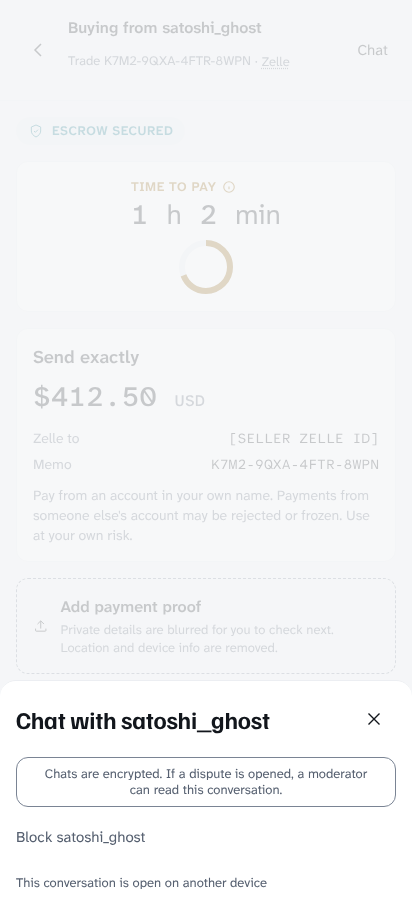 Buying from satoshi_ghost
Trade K7M2-9QXA-4FTR-8WPN · Zelle
Chat
ESCROW SECURED
TIME TO PAY
1 h 2 min
Send exactly
$412.50 USD
Zelle to [SELLER ZELLE ID]
Memo K7M2-9QXA-4FTR-8WPN
Pay from an account in your own name. Payments from
someone else's account may be rejected or frozen. Use
at your own risk.
Add payment proof
Private details are blurred for you to check next.
Location and device info are removed.
Chat with satoshi_ghost
Chats are encrypted. If a dispute is opened, a moderator
can read this conversation.
Block satoshi_ghost
This conversation is open on another device